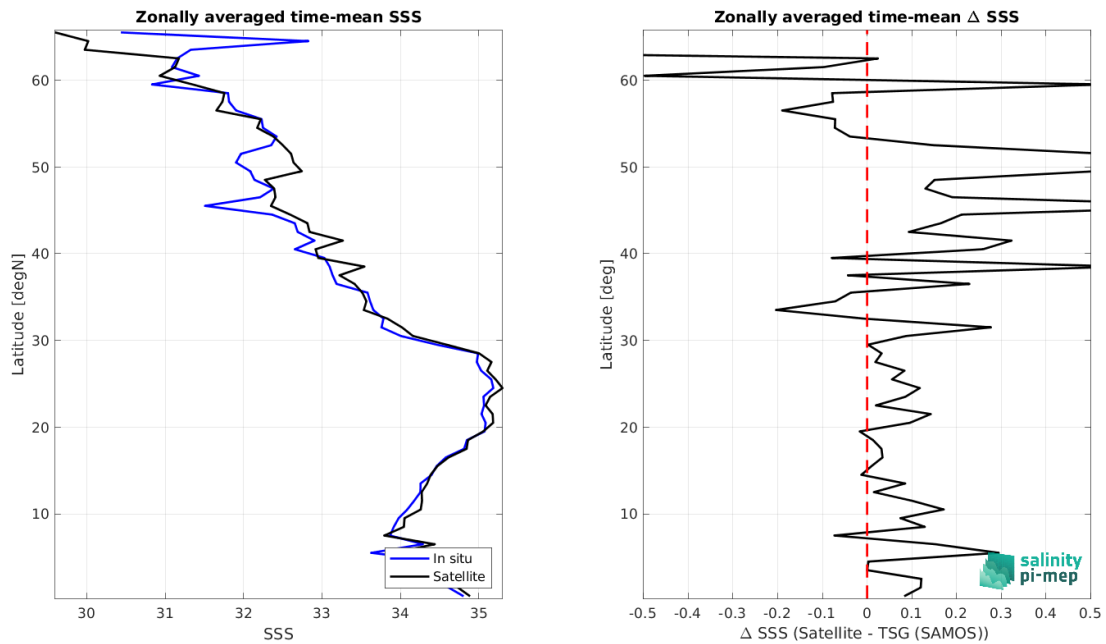 Zonally averaged time-mean SSS
Latitude [degN]
60
50
40
30
20
10
30
31
32
33
34
35
SSS
In situ
Satellite
Zonally averaged time-mean Δ SSS
Latitude [deg]
60
50
40
30
20
10
-0.5
-0.4
-0.3
-0.2
-0.1
0
0.1
0.2
0.3
0.4
0.5
Δ SSS (Satellite - TSG (SAMOS))
salinity
pi-mep